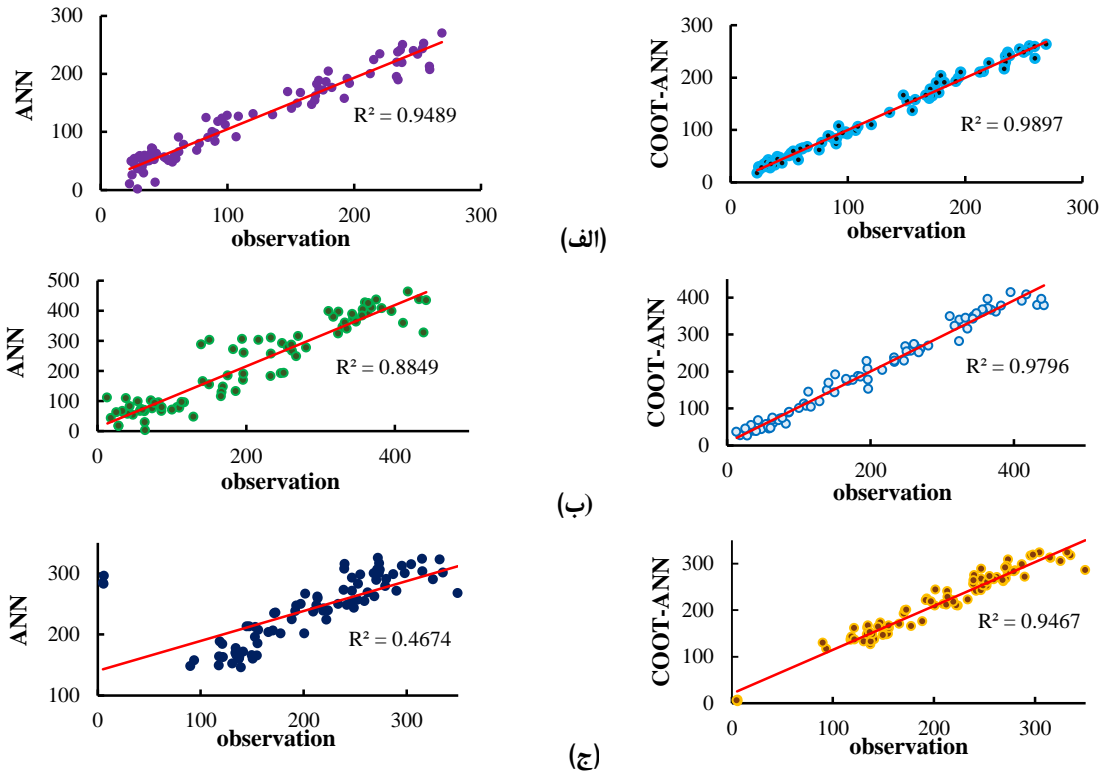 300
200
100
0
ANN
R² = 0.9489
0
100
200
300
observation
300
200
100
0
COOT-ANN
R² = 0.9897
0
100
200
300
observation
(الف)
500
400
300
200
100
0
ANN
R² = 0.8849
0
200
400
observation
400
300
200
100
0
COOT-ANN
R² = 0.9796
0
200
400
observation
(ب)
300
200
100
ANN
R² = 0.4674
0
100
200
300
observation
300
200
100
0
COOT-ANN
R² = 0.9467
0
100
200
300
observation
(ج)